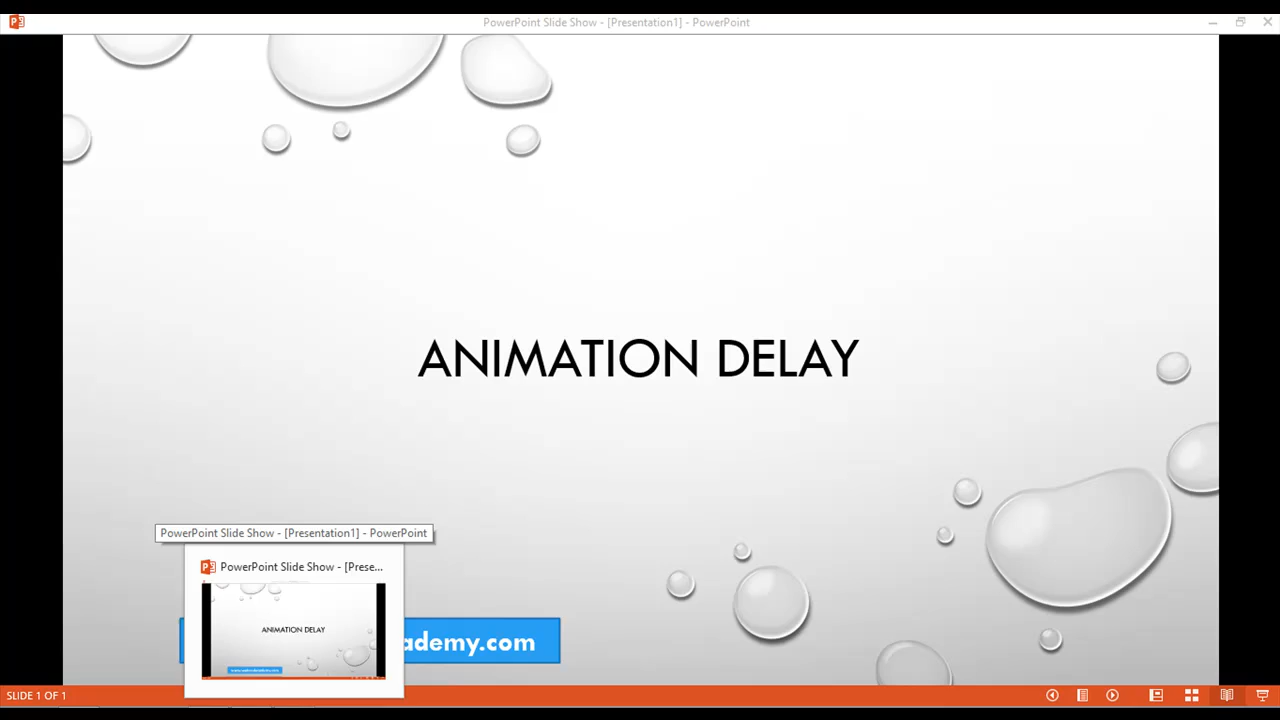 PowerPoint Slide Show - [Presentation1] - PowerPoint
ANIMATION DELAY
PowerPoint Slide Show - [Presentation1] - PowerPoint
PowerPoint Slide Show - [Prese...
ANIMATION DELAY
ademy.com
SLIDE 1 OF 1